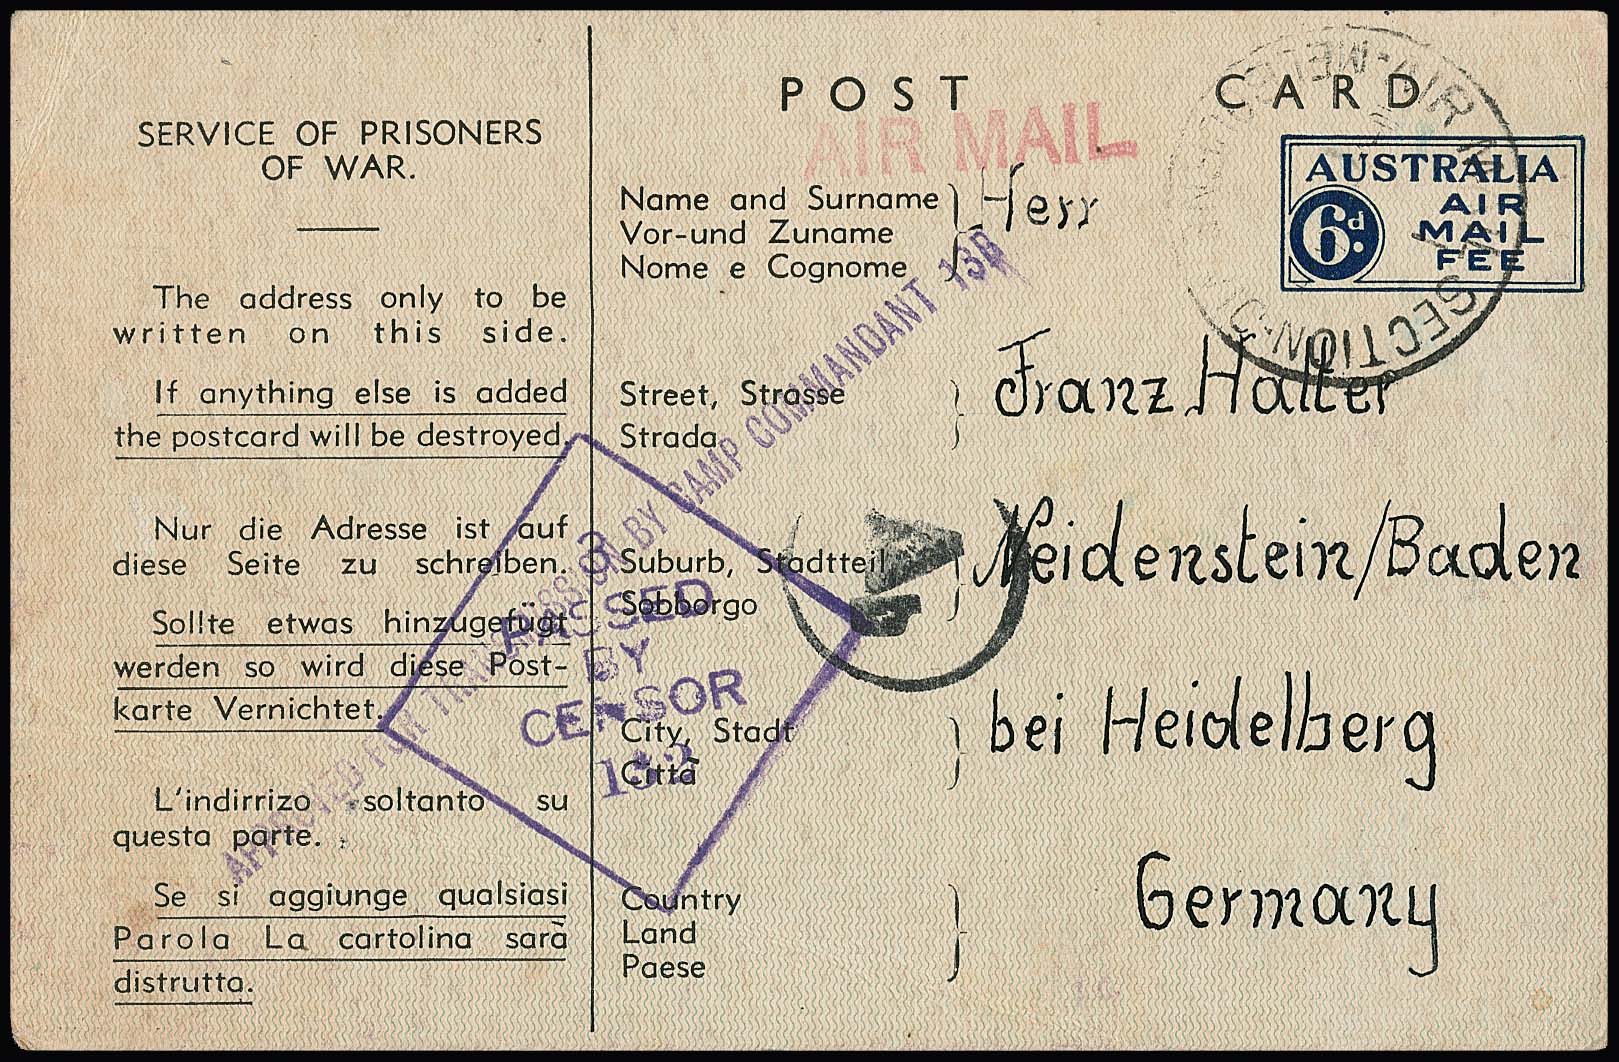 SERVICE OF PRISONERS
OF WAR.
The address only to be
written on this side.
If anything else is added
the postcard will be destroyed.
Nur die Adresse ist auf
diese Seite zu schreiben.
Sollte etwas hinzugefügt
werden so wird diese Post-
karte Vernichtet.
L'indirrizo soltanto su
questa parte.
Se si aggiunge qualsiasi
Parola La cartolina sarà
distrutta.
POST CARD
AIR MAIL
AUSTRALIA
6d.
AIR
MAIL
FEE
AIR MAIL SECTION
Name and Surname
Vor-und Zuname
Nome e Cognome
Herr
Street, Strasse
Strada
Franz Halter
Suburb, Stadtteil
Sobborgo
Neidenstein/Baden
City, Stadt
Città
bei Heidelberg
Country
Land
Paese
Germany
APPROVED FOR TRANSMISSION BY CAMP COMMANDANT 13B
3
PASSED
BY
CENSOR